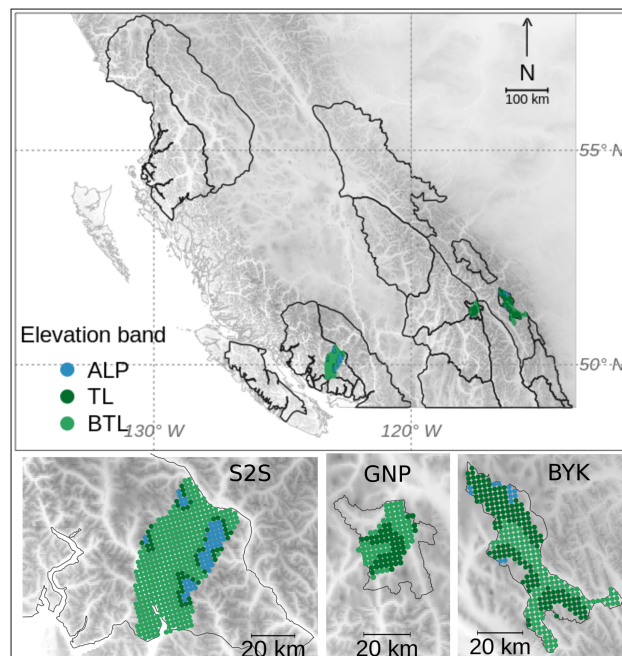 N
100 km
55° N
Elevation band
ALP
TL
BTL
50° N
130° W
120° W
S2S
GNP
BYK
20 km
20 km
20 km